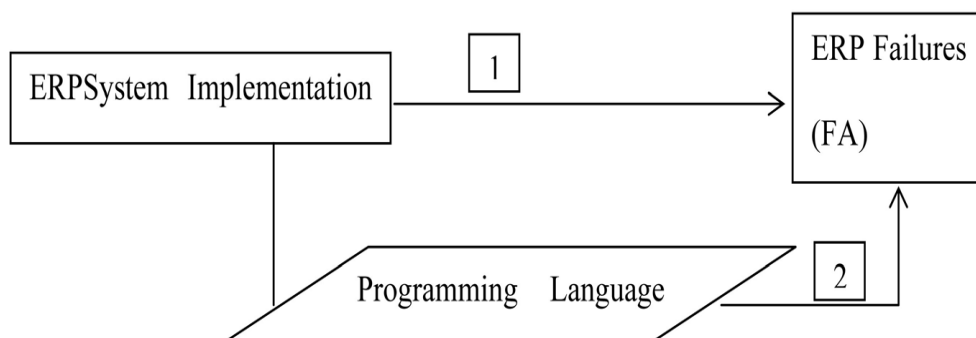 ERPSystem Implementation
1
ERP Failures
(FA)
Programming Language
2